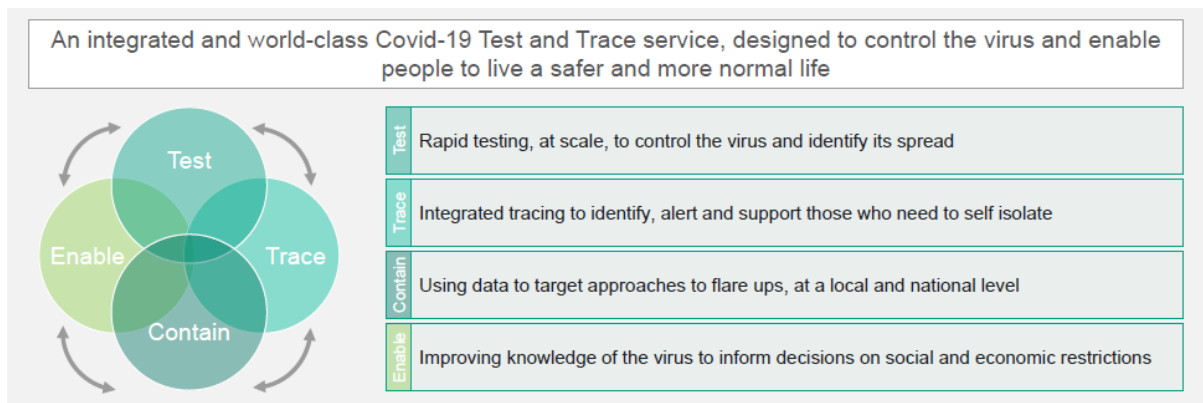 An integrated and world-class Covid-19 Test and Trace service, designed to control the virus and enable
people to live a safer and more normal life
Test
Enable
Trace
Contain
Test
Rapid testing, at scale, to control the virus and identify its spread
Trace
Integrated tracing to identify, alert and support those who need to self isolate
Contain
Using data to target approaches to flare ups, at a local and national level
Enable
Improving knowledge of the virus to inform decisions on social and economic restrictions